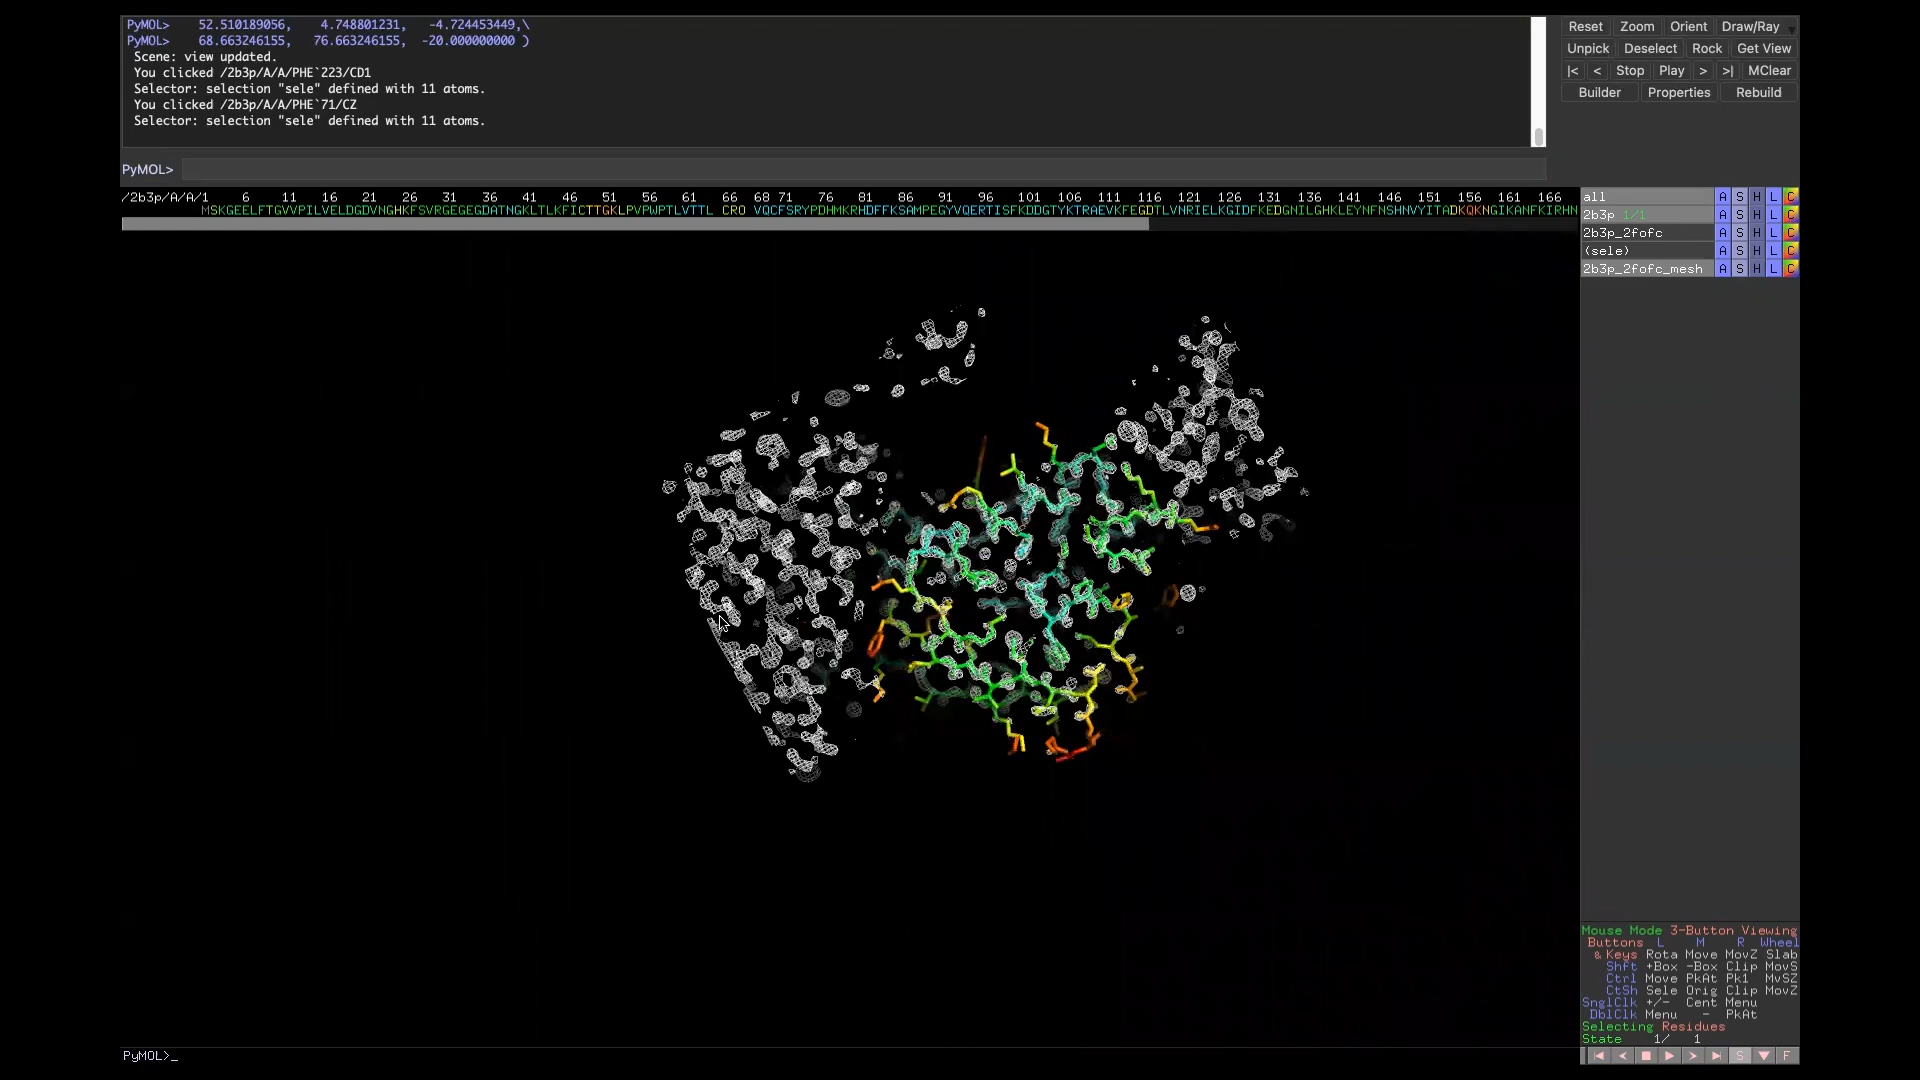 PyMOL>    52.510189056,    4.748801231,   -4.724453449,\
PyMOL>    68.663246155,   76.663246155,  -20.000000000 )
Scene: view updated.
You clicked /2b3p/A/A/PHE`223/CD1
Selector: selection "sele" defined with 11 atoms.
You clicked /2b3p/A/A/PHE`71/CZ
Selector: selection "sele" defined with 11 atoms.
PyMOL>
Reset Zoom Orient Draw/Ray
Unpick Deselect Rock Get View
|< < Stop Play > >| MClear
Builder Properties Rebuild
/2b3p/A/A/1 6 11 16 21 26 31 36 41 46 51 56 61 66 68 71 76 81 86 91 96 101 106 111 116 121 126 131 136 141 146 151 156 161 166
MSKGEELFTGVVPILVELDGDVNGHKFSVRGEGEGDATNGKLTLKFICTTGKLPVPWPTLVTTL CRO VQCFSRYPDHMKRHDFFKSAMPEGYVQERTISFKDDGTYKTRAEVKFEGDTLVNRIELKGIDFKEDGNILGHKLEYNFNSHNVYITADKQKNGIKANFKIRHN
all A S H L C
2b3p 1/1 A S H L C
2b3p_2fofc A S H L C
(sele) A S H L C
2b3p_2fofc_mesh A S H L C
Mouse Mode 3-Button Viewing
Buttons L M R Wheel
& Keys Rota Move MovZ Slab
Shft +Box -Box Clip MovS
Ctrl Move PkAt Pk1 MvSZ
CtSh Sele Orig Clip MovZ
SnglClk +/- Cent Menu
DblClk Menu - PkAt
Selecting Residues
State 1/ 1
S F
PyMOL>_